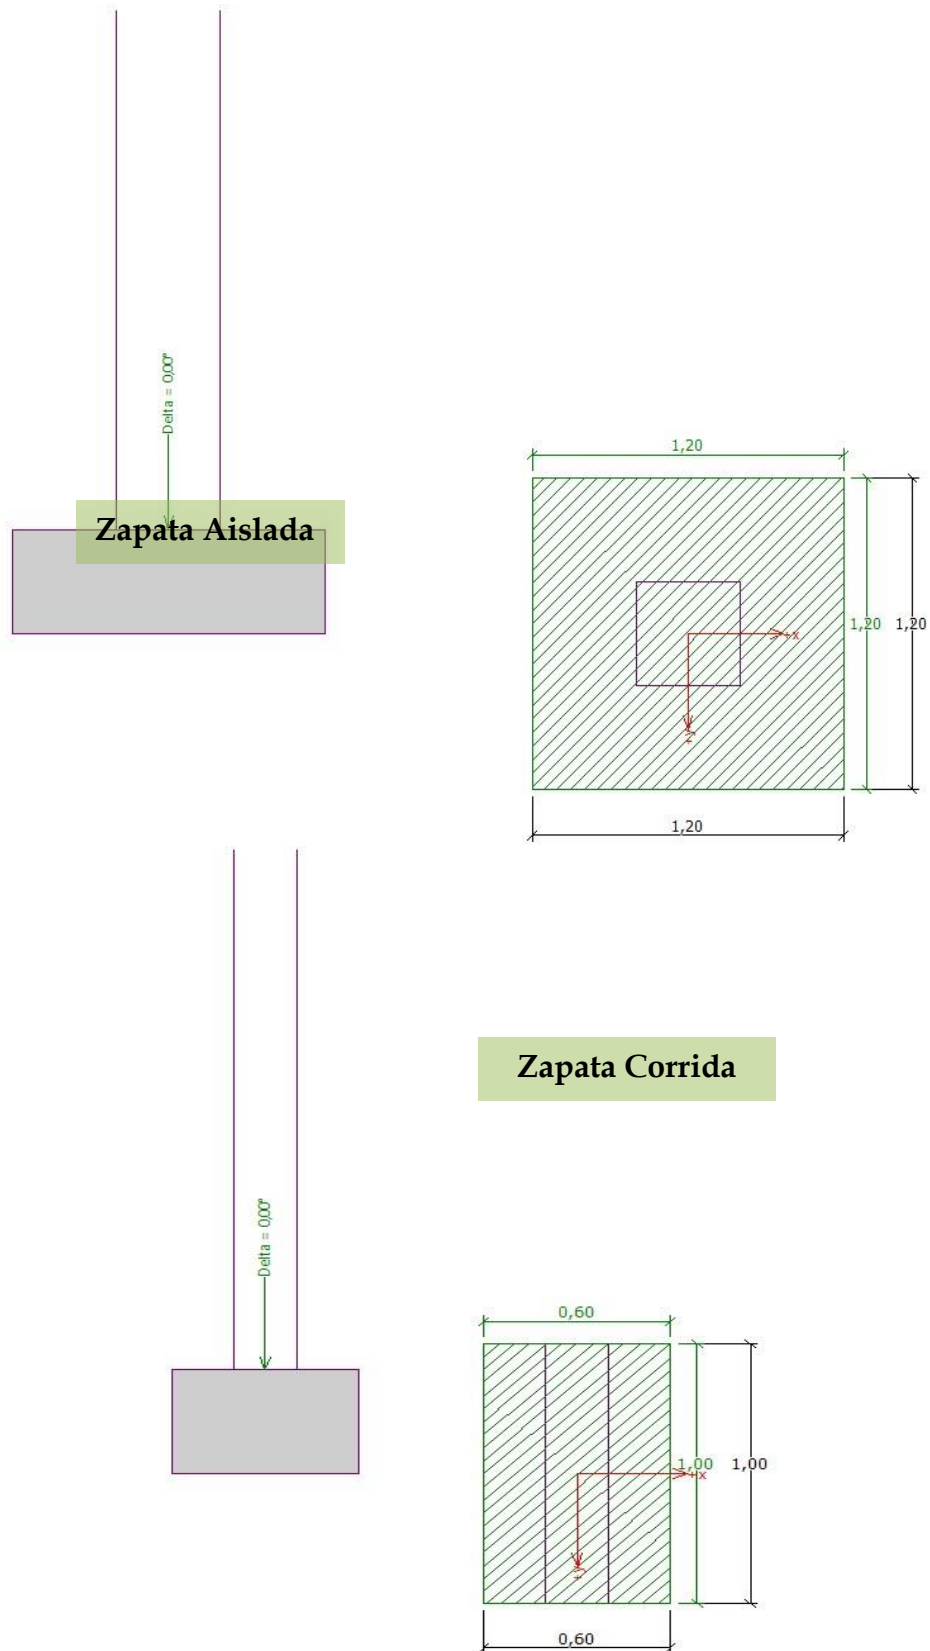 Delta = 0,00°
Zapata Aislada
1,20
1,20
1,20
+x
+y
1,20
Zapata Corrida
Delta = 0,00°
0,60
1,00
1,00
+x
+y
0,60